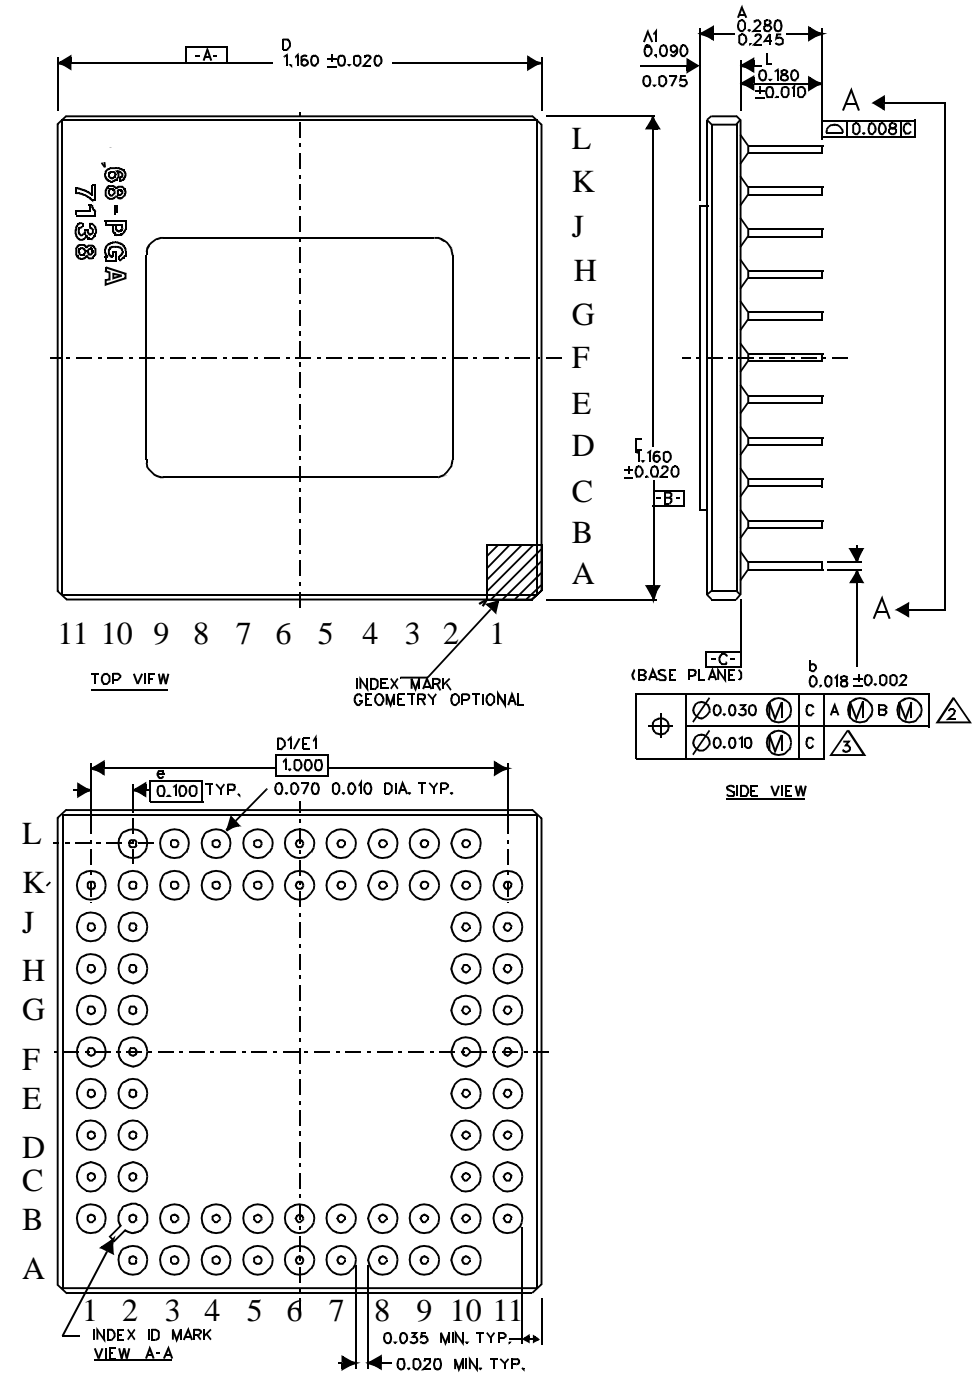 D
-A-
1.160 ±0.020
68-PGA
7138
L
K
J
H
G
F
E
D
C
B
A
11 10 9 8 7 6 5 4 3 2 1
TOP VIEW
INDEX MARK
GEOMETRY OPTIONAL
1.160
±0.020
-B-
A
0.280
0.245
A1
0.090
0.075
L
0.180
±0.010
A
0.008 C
A
-C-
(BASE PLANE)
b
0.018 ±0.002
Ø0.030 Ⓜ C A Ⓜ B Ⓜ 2
Ø0.010 Ⓜ C 3
SIDE VIEW
D1/E1
1.000
e
0.100 TYP.
0.070 0.010 DIA. TYP.
L
K
J
H
G
F
E
D
C
B
A
1 2 3 4 5 6 7 8 9 10 11
INDEX ID MARK
VIEW A-A
0.035 MIN. TYP.
0.020 MIN. TYP.